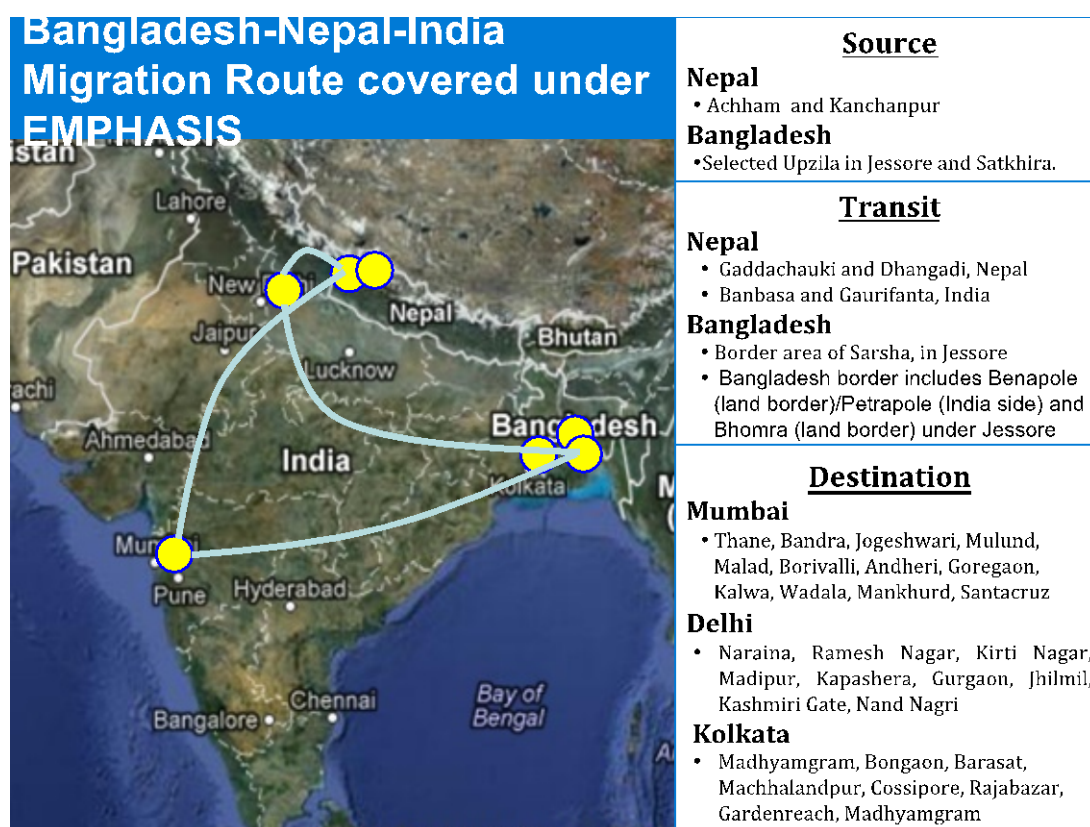 Bangladesh-Nepal-India
Migration Route covered under
EMPHASIS
istan
Lahore
Pakistan
New Delhi
Nepal
Jaipur
Bhutan
Lucknow
achi
Bangladesh
Ahmedabad
India
Kolkata
M
Mumbai
Pune
Hyderabad
Bay of
Bengal
Chennai
Bangalore
A
Source
Nepal
• Achham and Kanchanpur
Bangladesh
•Selected Upzila in Jessore and Satkhira.
Transit
Nepal
• Gaddachauki and Dhangadi, Nepal
• Banbasa and Gaurifanta, India
Bangladesh
• Border area of Sarsha, in Jessore
• Bangladesh border includes Benapole
(land border)/Petrapole (India side) and
Bhomra (land border) under Jessore
Destination
Mumbai
• Thane, Bandra, Jogeshwari, Mulund,
Malad, Borivalli, Andheri, Goregaon,
Kalwa, Wadala, Mankhurd, Santacruz
Delhi
• Naraina, Ramesh Nagar, Kirti Nagar,
Madipur, Kapashera, Gurgaon, Jhilmil,
Kashmiri Gate, Nand Nagri
Kolkata
• Madhyamgram, Bongaon, Barasat,
Machhalandpur, Cossipore, Rajabazar,
Gardenreach, Madhyamgram